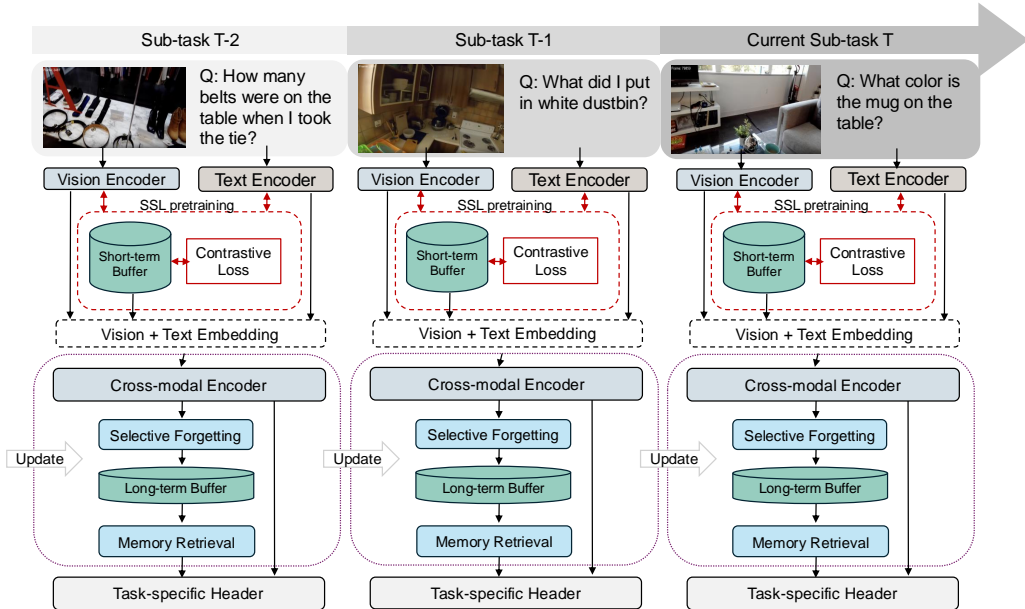 Sub-task T-2
Sub-task T-1
Current Sub-task T
Q: How many
belts were on the
table when I took
the tie?
Q: What did I put
in white dustbin?
Q: What color is
the mug on the
table?
Vision Encoder
Text Encoder
SSL pretraining
Short-term
Buffer
Contrastive
Loss
Vision + Text Embedding
Cross-modal Encoder
Selective Forgetting
Update
Long-term Buffer
Memory Retrieval
Task-specific Header
Vision Encoder
Text Encoder
SSL pretraining
Short-term
Buffer
Contrastive
Loss
Vision + Text Embedding
Cross-modal Encoder
Selective Forgetting
Update
Long-term Buffer
Memory Retrieval
Task-specific Header
Vision Encoder
Text Encoder
SSL pretraining
Short-term
Buffer
Contrastive
Loss
Vision + Text Embedding
Cross-modal Encoder
Selective Forgetting
Update
Long-term Buffer
Memory Retrieval
Task-specific Header